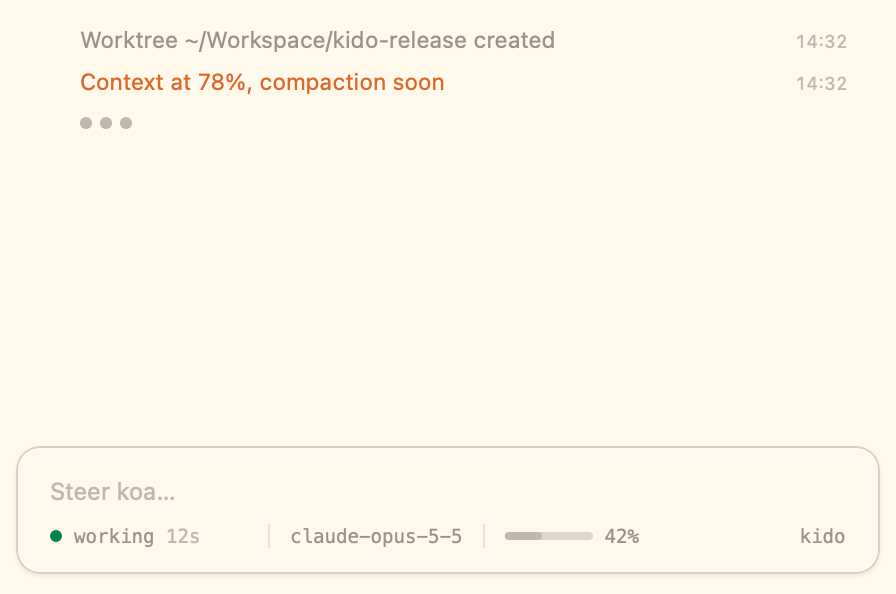 Worktree ~/Workspace/kido-release created 14:32
Context at 78%, compaction soon 14:32
Steer koa...
working 12s claude-opus-5-5 42% kido